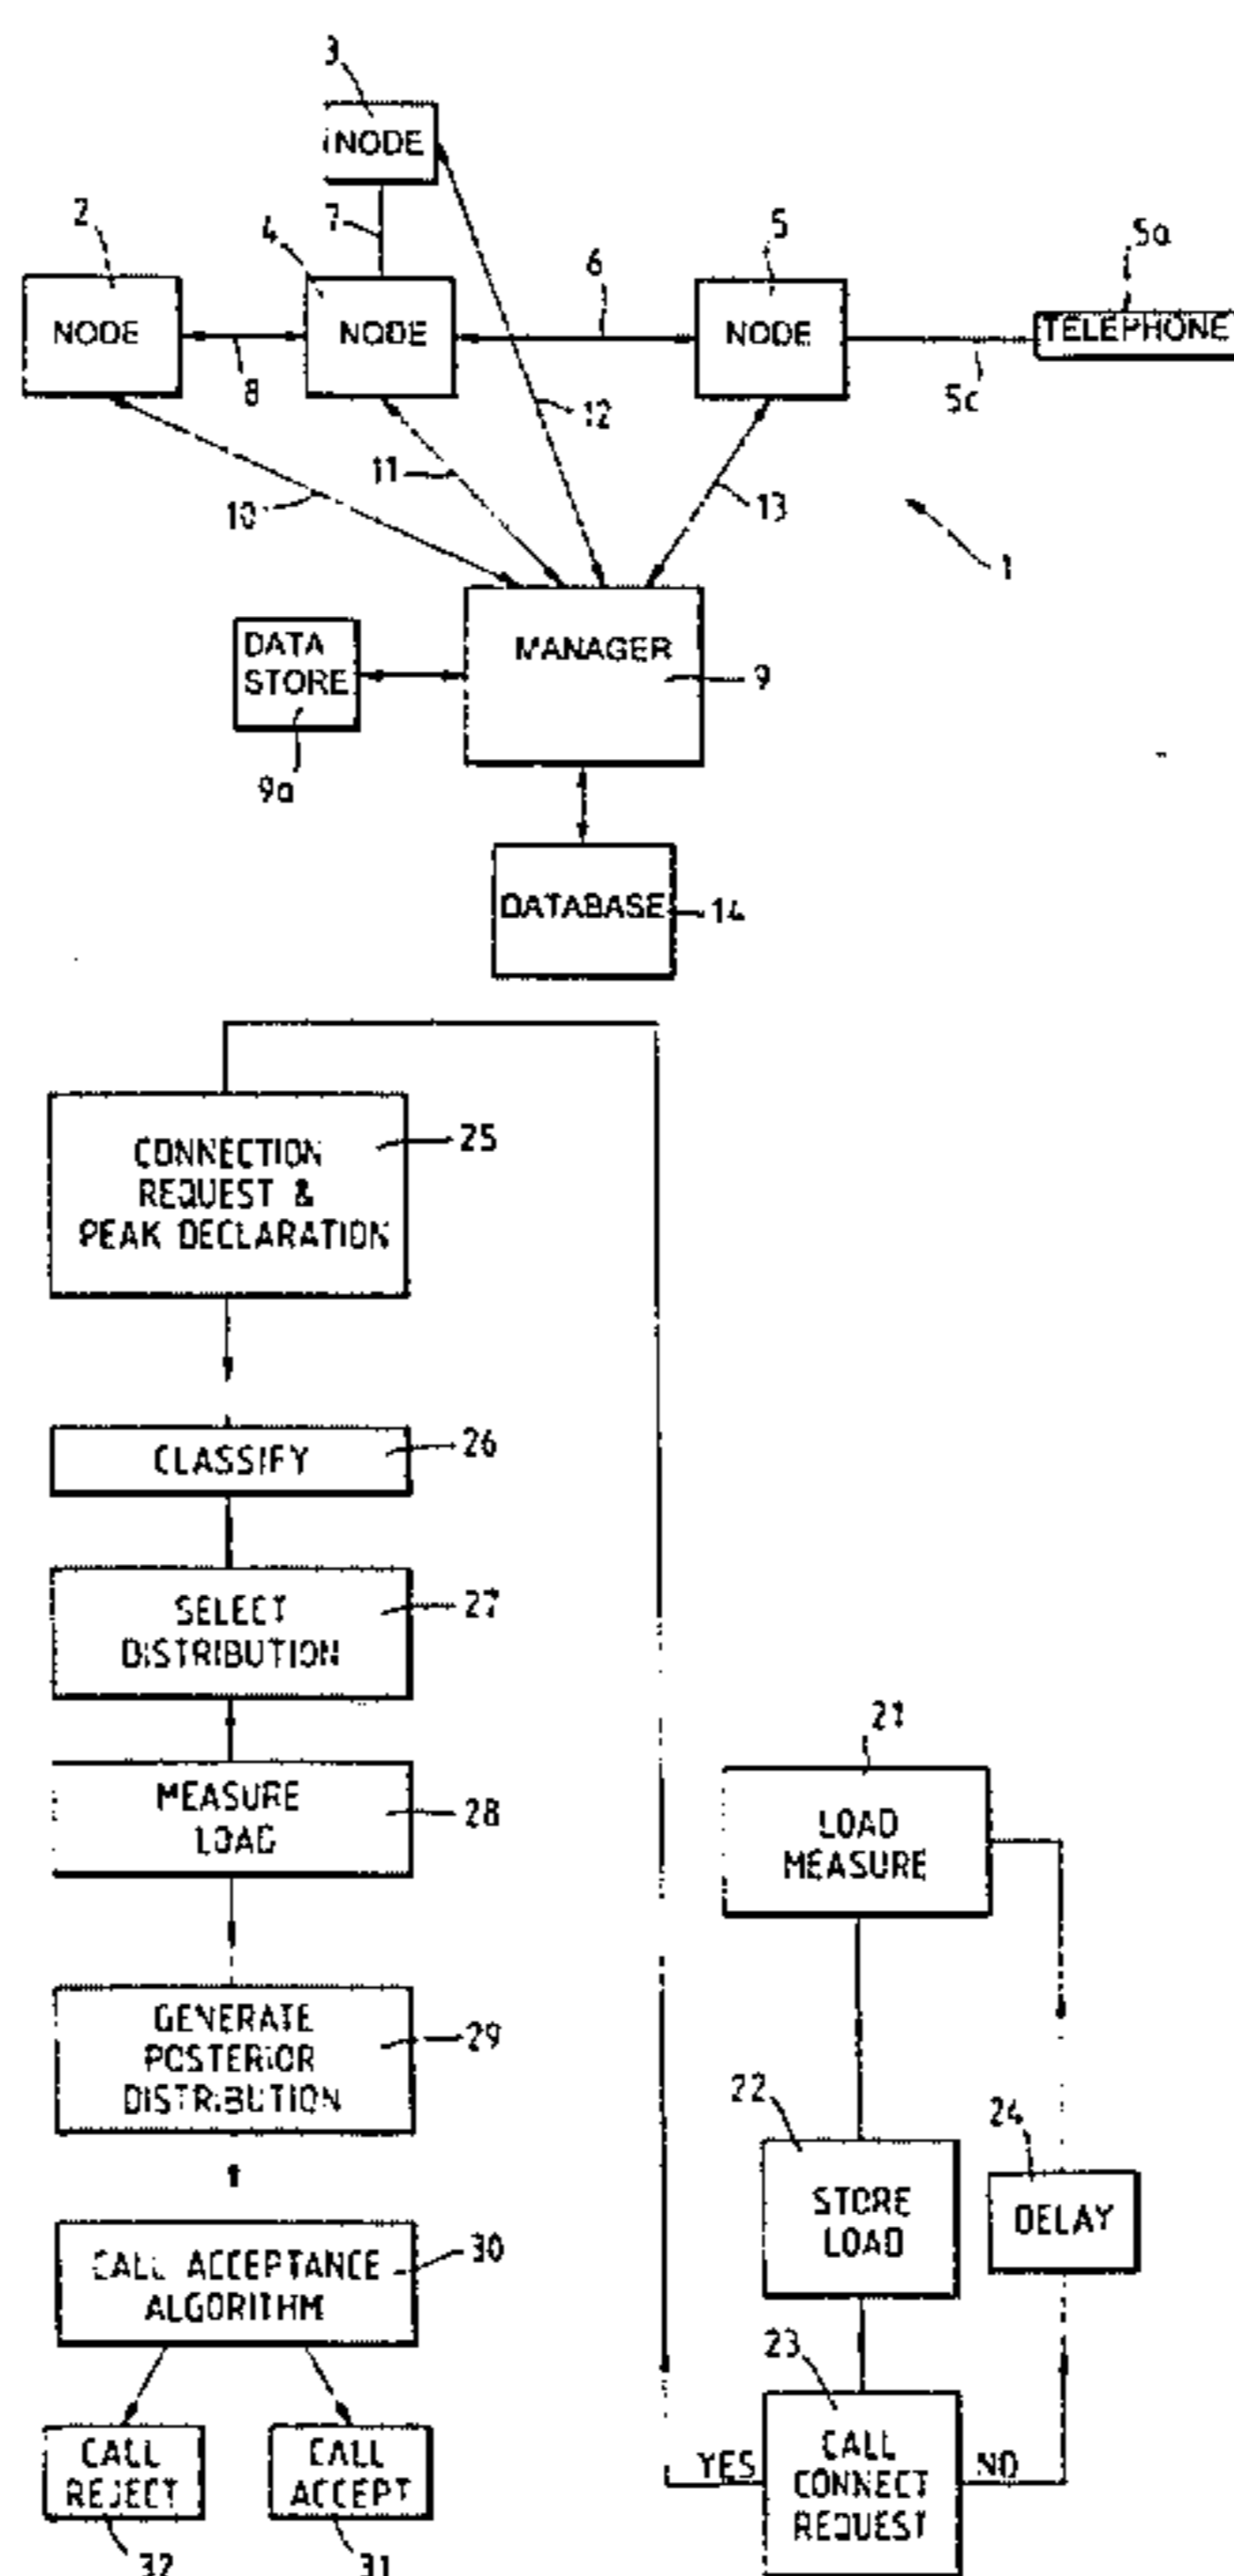 3
NODE
2
7
4
5
5a
6
NODE
NODE
NODE
TELEPHONE
8
5c
12
11
10
13
1
DATA
STORE
MANAGER
9
9a
DATABASE
14
CONNECTION
REQUEST &
PEAK DECLARATION
25
CLASSIFY
26
SELECT
DISTRIBUTION
27
MEASURE
LOAD
28
GENERATE
POSTERIOR
DISTRIBUTION
29
CALL ACCEPTANCE
ALGORITHM
30
CALL
REJECT
CALL
ACCEPT
32
31
21
LOAD
MEASURE
22
STORE
LOAD
24
DELAY
23
YES
CALL
CONNECT
REQUEST
NO